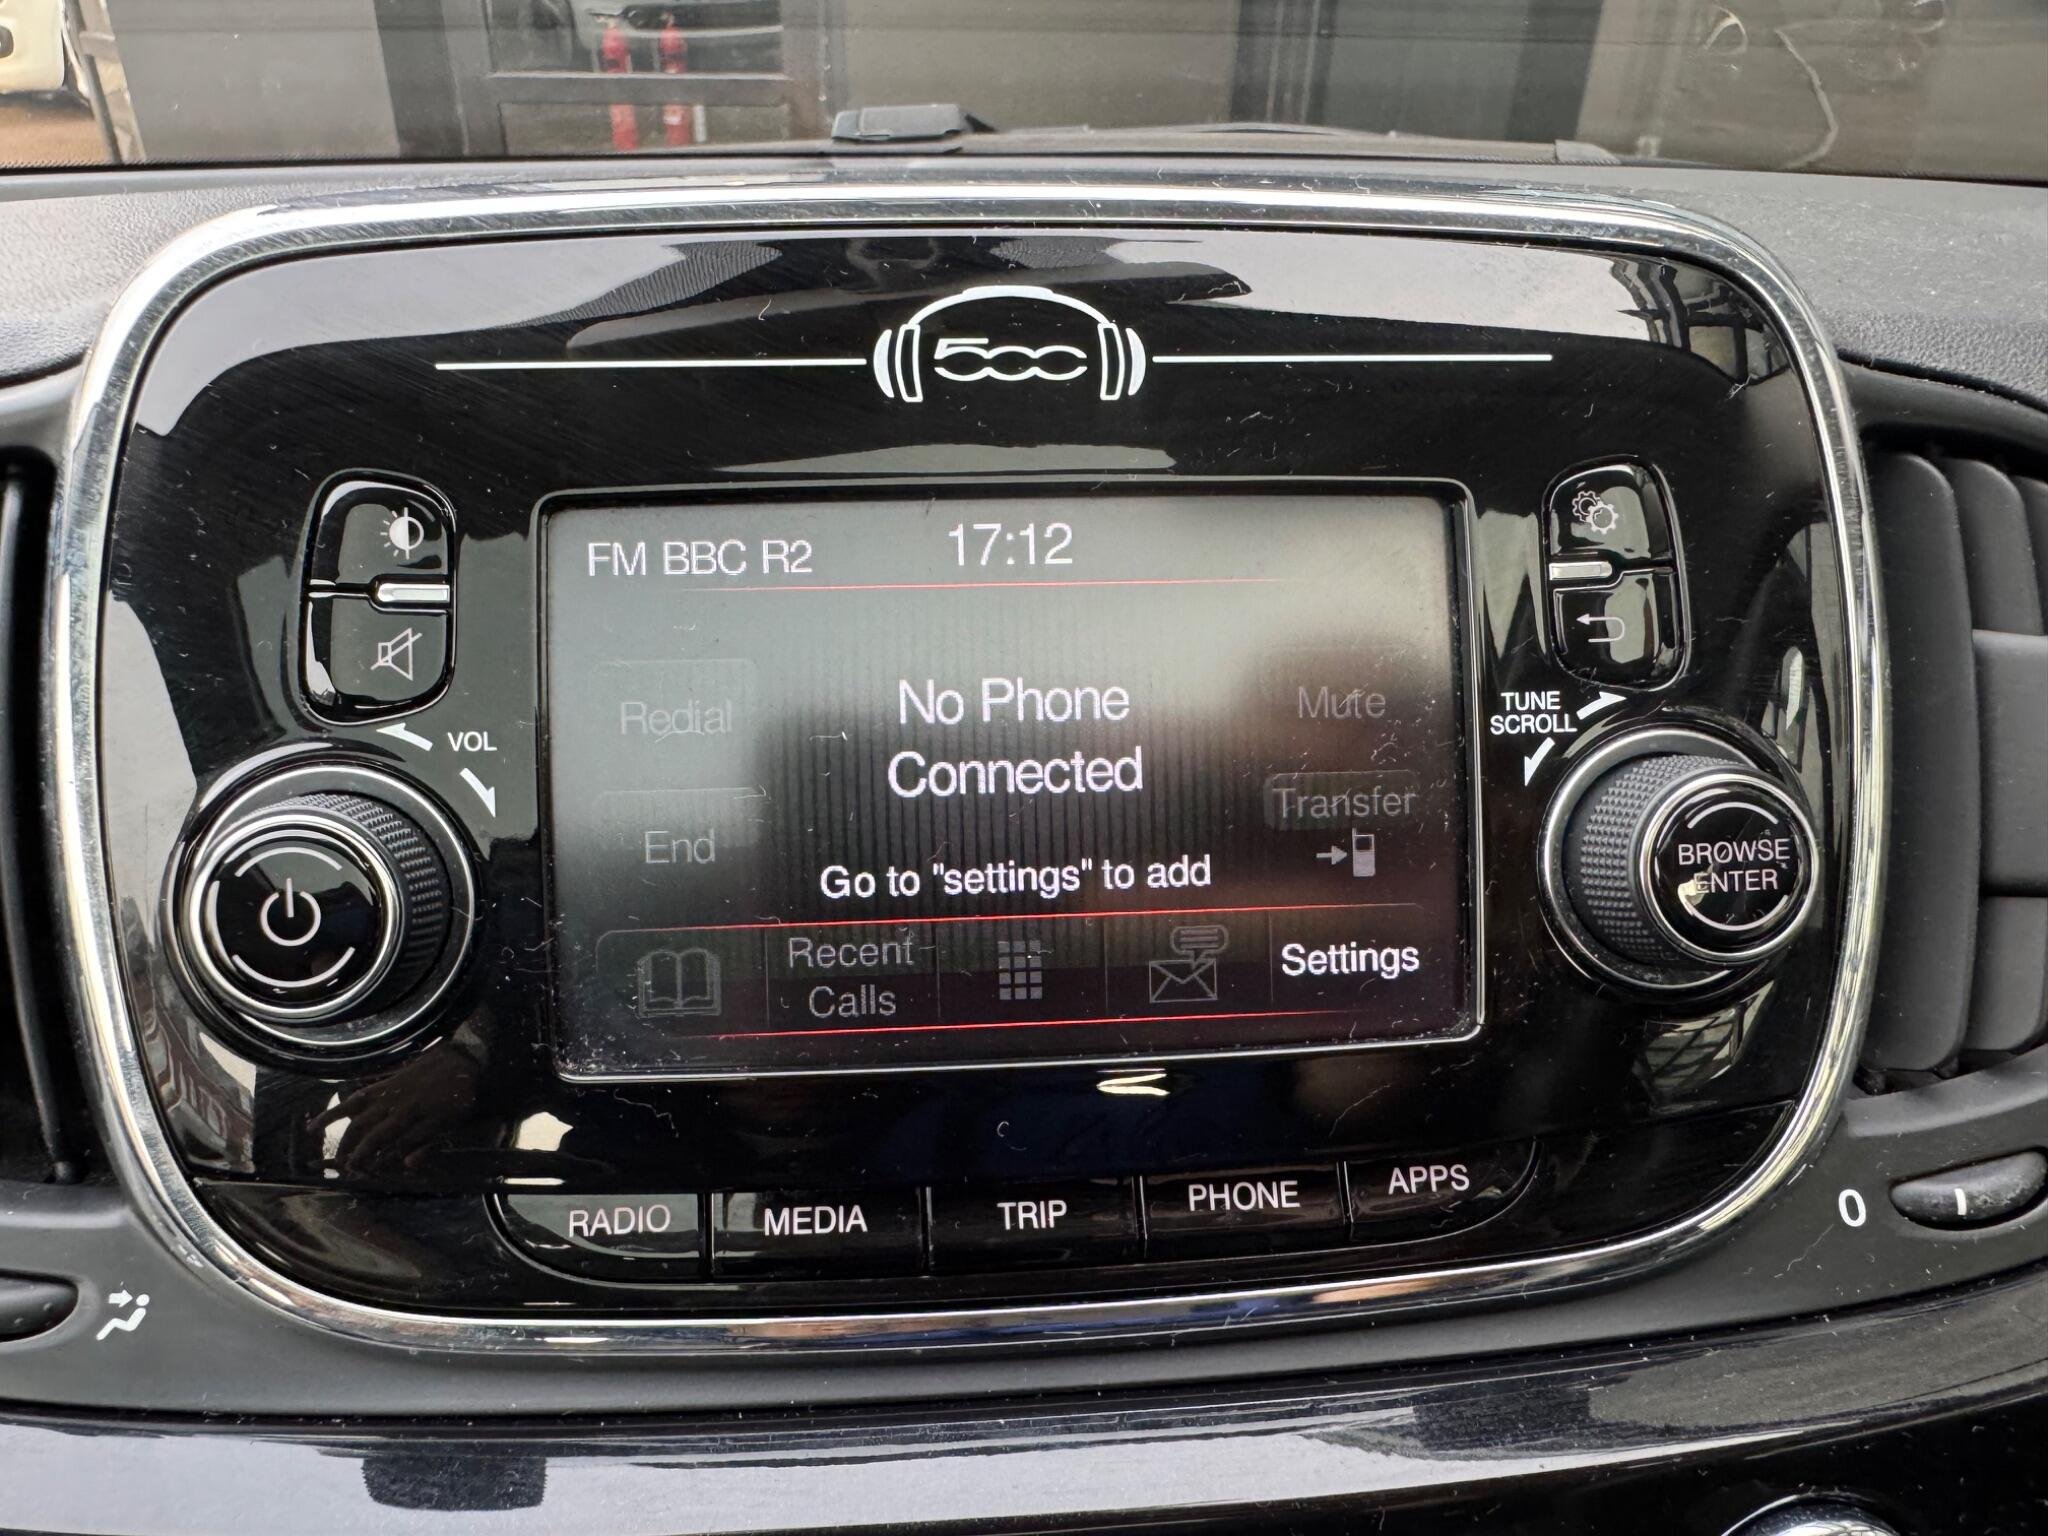 500
FM BBC R2
17:12
VOL
TUNE
SCROLL
Redial
No Phone
Connected
Mute
End
Transfer
Go to "settings" to add
BROWSE
ENTER
Recent
Calls
Settings
RADIO
MEDIA
TRIP
PHONE
APPS
0
I